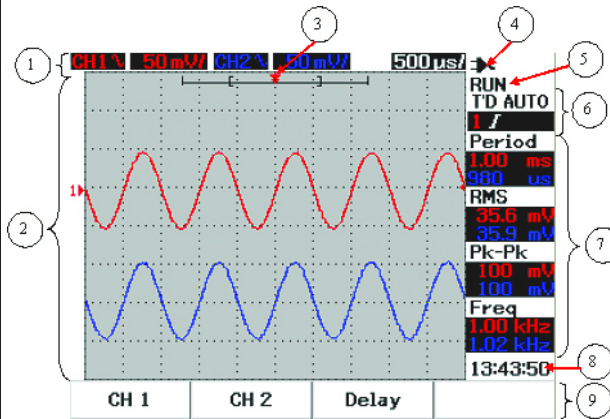 3 4
1 CH1 50 mV/ CH2 50 mV/ 500 µs/ 5
RUN
T'D AUTO 6
1
Period
1.00 ms
980 us
1 RMS
35.6 mV
2 35.9 mV 7
Pk-Pk
100 mV
100 mV
Freq
1.00 kHz
1.02 kHz
13:43:50 8
CH 1 CH 2 Delay 9